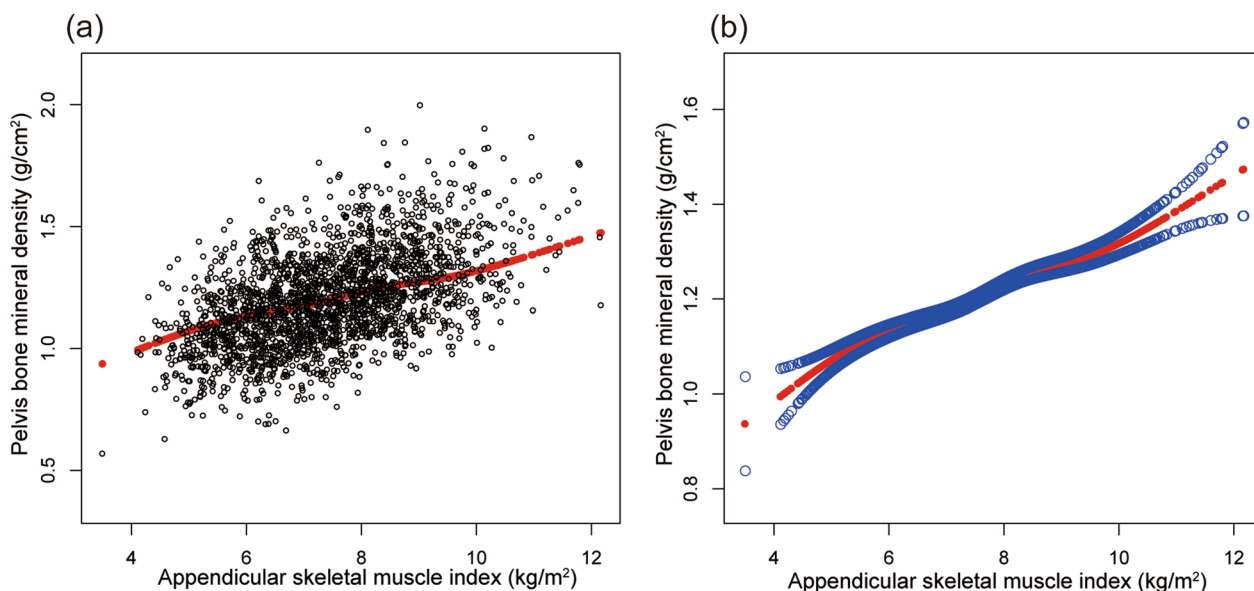 (a)
Pelvis bone mineral density (g/cm²)
2.0
1.5
1.0
0.5
4 6 8 10 12
Appendicular skeletal muscle index (kg/m²)
(b)
Pelvis bone mineral density (g/cm²)
1.6
1.4
1.2
1.0
0.8
4 6 8 10 12
Appendicular skeletal muscle index (kg/m²)